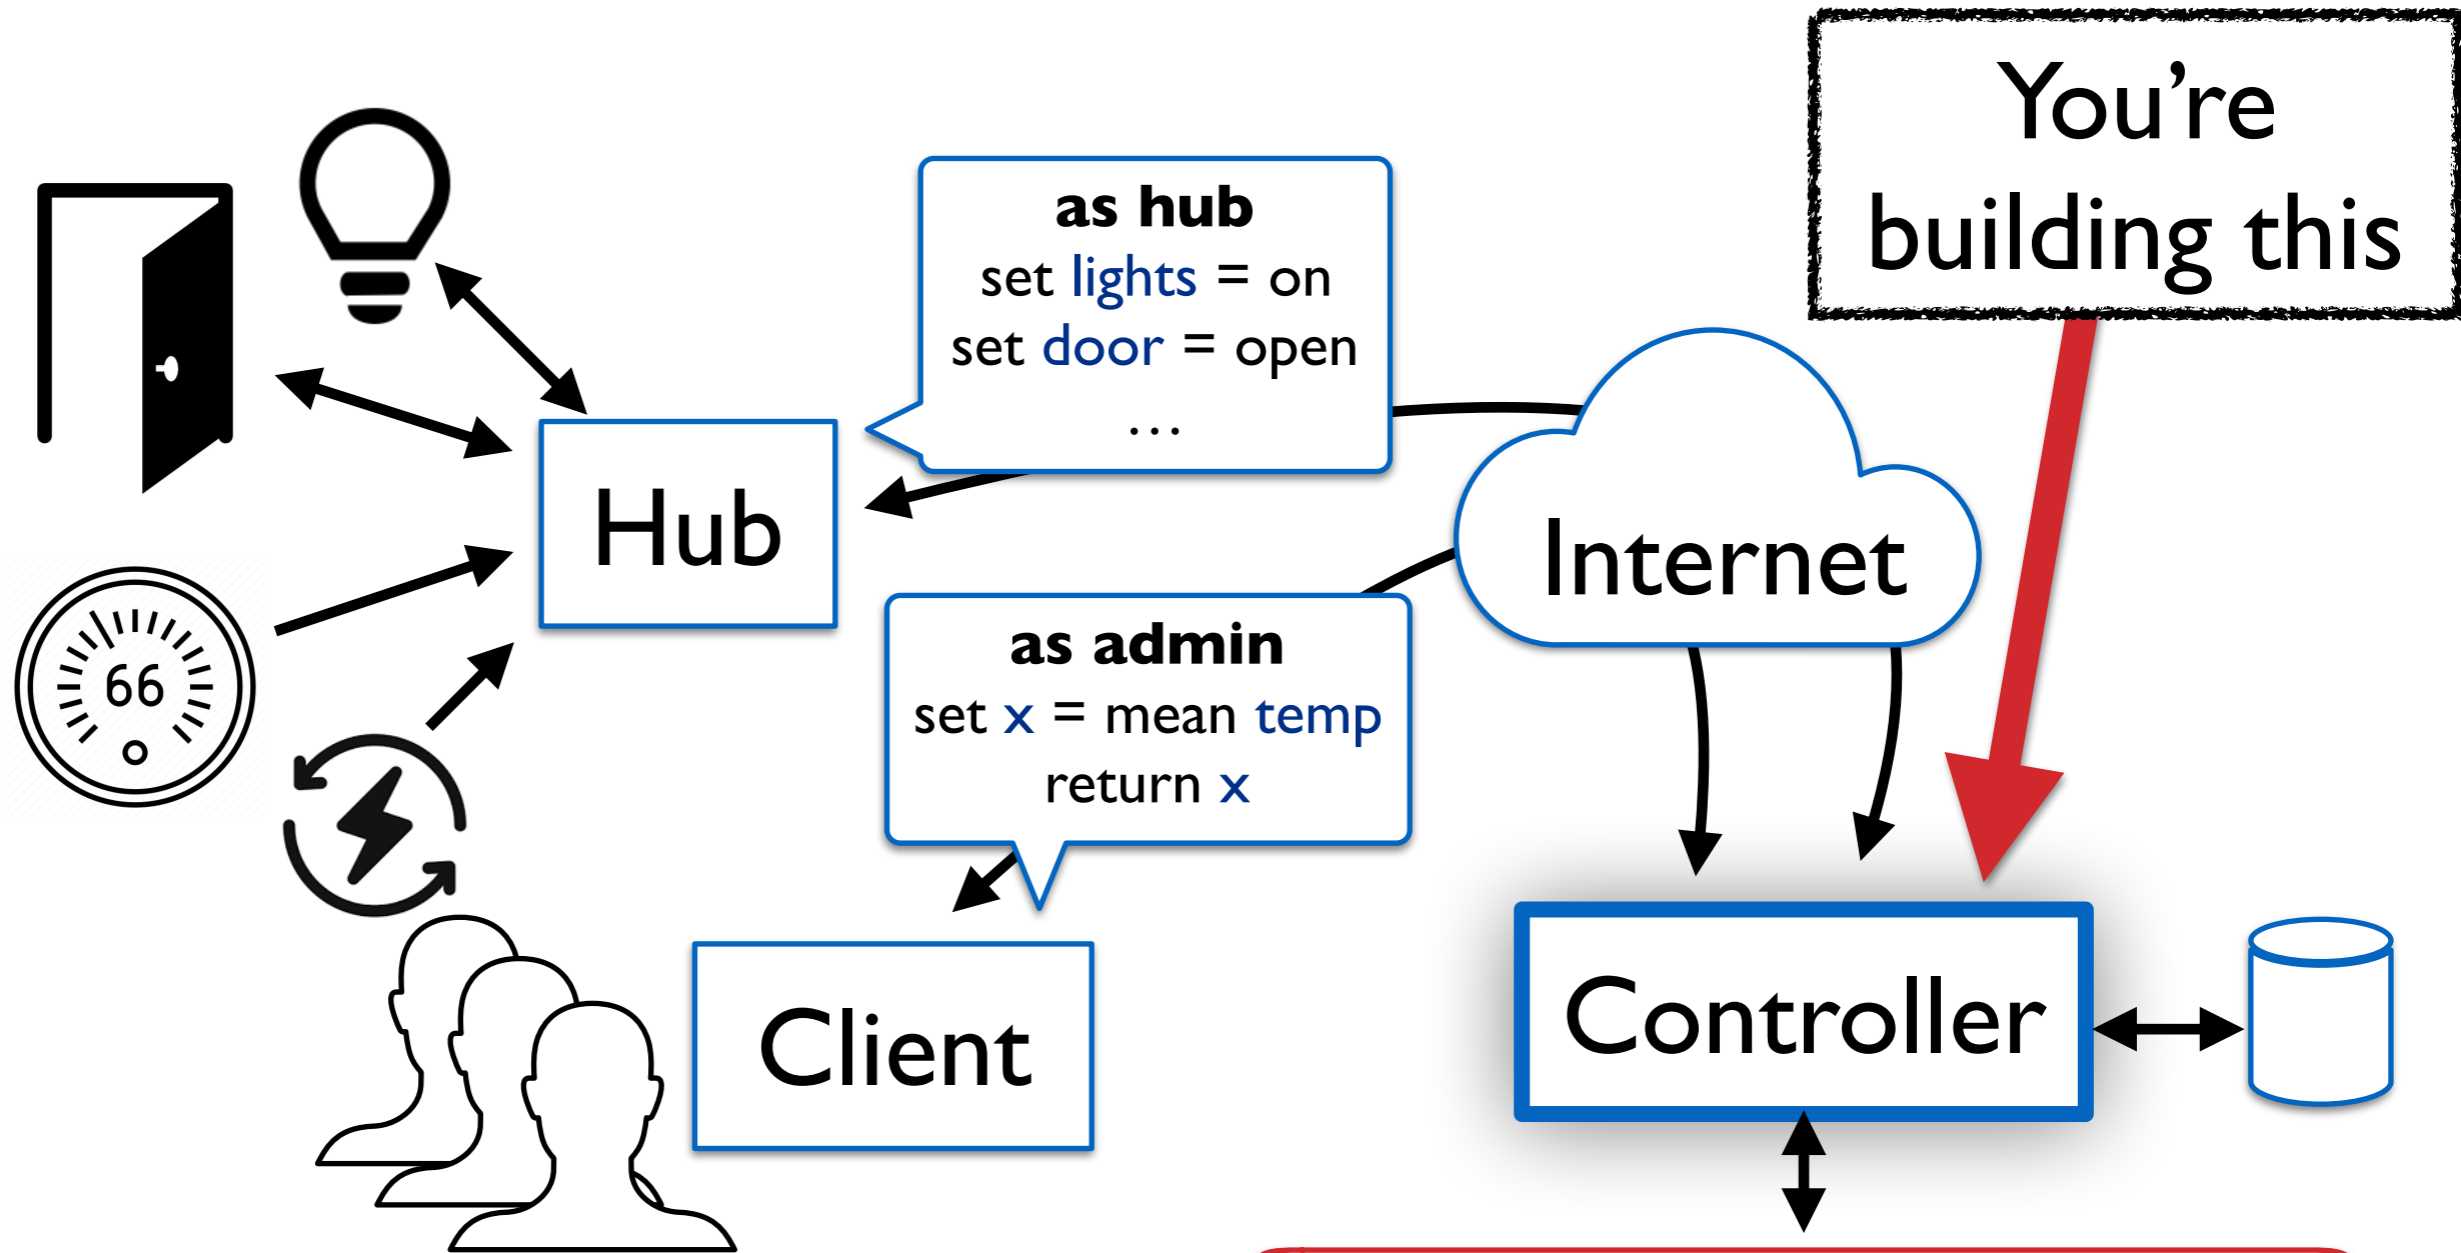 You're
building this
as hub
set lights = on
set door = open
…
Internet
Hub
as admin
set x = mean temp
return x
66
Controller
Client